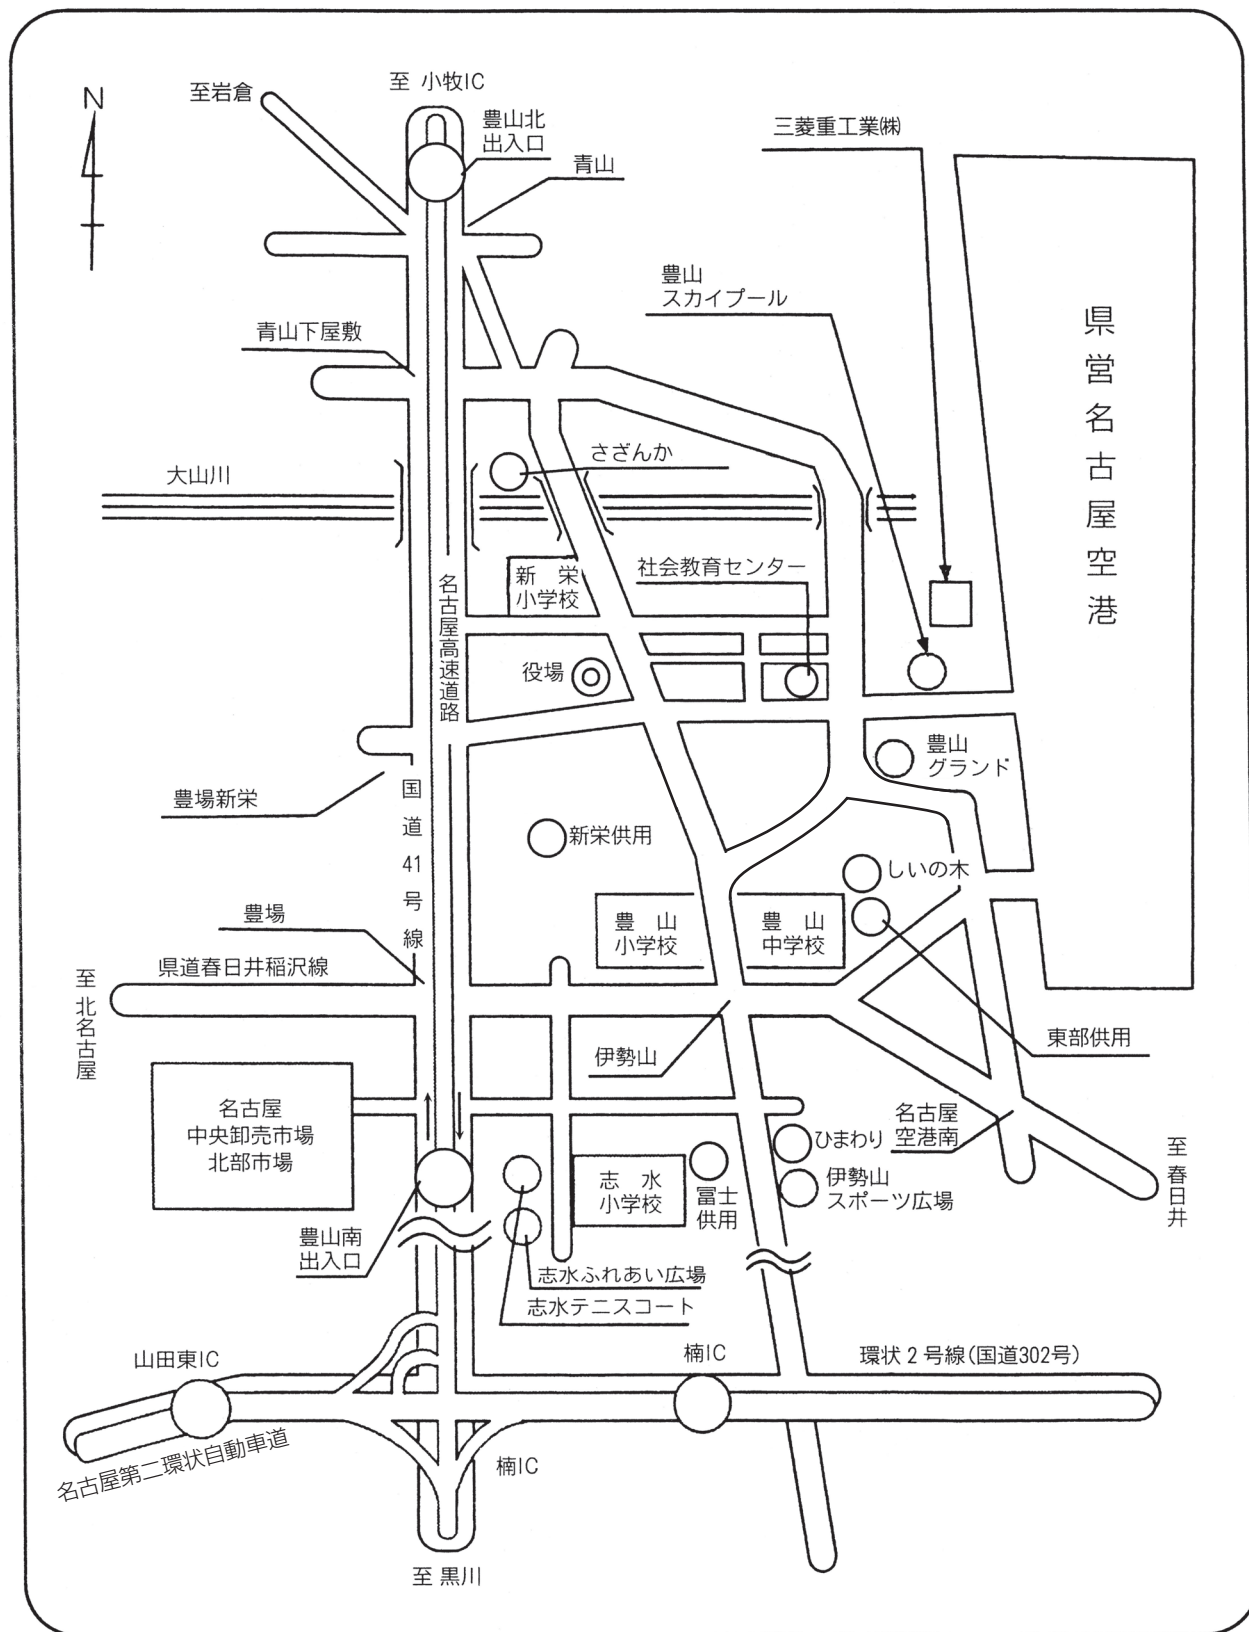 至 小牧IC
至岩倉
N
豊山北
出入口
三菱重工業㈱
青山
豊山
スカイプール
県営名古屋空港
青山下屋敷
さざんか
大山川
新 栄
小学校
社会教育センター
名古屋高速道路
役場
豊山
グランド
国道41号線
豊場新栄
新栄供用
しいの木
豊場
豊 山
小学校
豊 山
中学校
県道春日井稲沢線
至 北名古屋
伊勢山
東部供用
名古屋
中央卸売市場
北部市場
名古屋
空港南
ひまわり
至 春日井
志 水
小学校
冨士
供用
伊勢山
スポーツ広場
豊山南
出入口
志水ふれあい広場
志水テニスコート
山田東IC
楠IC
環状2号線(国道302号)
名古屋第二環状自動車道
楠IC
至 黒川